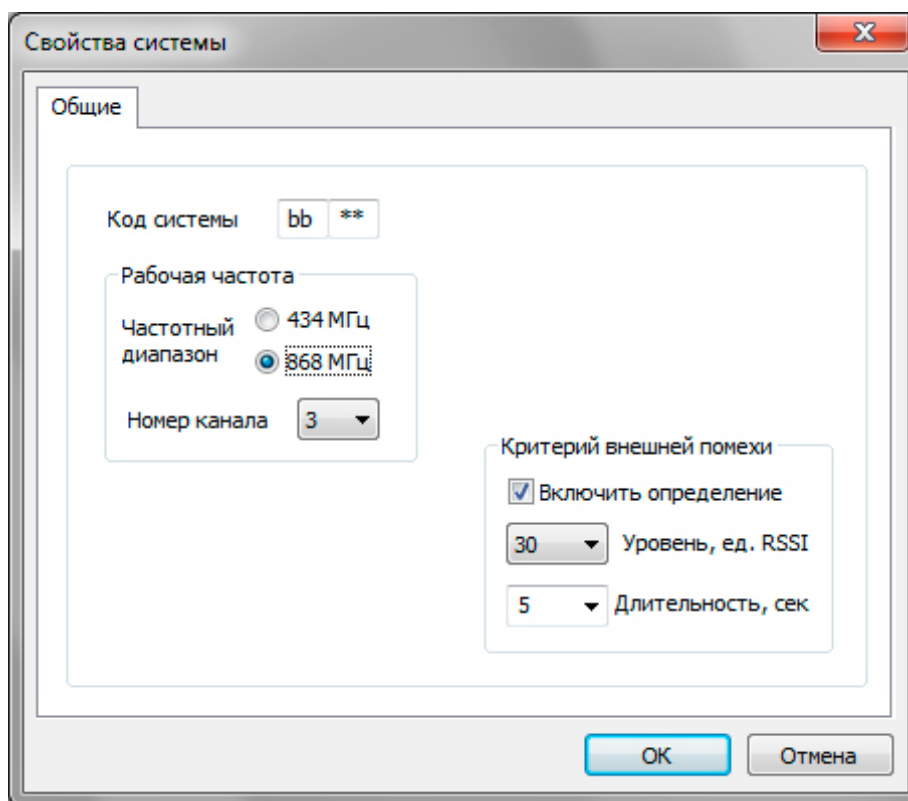 Свойства системы
Общие
Код системы bb **
Рабочая частота
Частотный
диапазон
434 МГц
868 МГц
Номер канала 3
Критерий внешней помехи
Включить определение
30 Уровень, ед. RSSI
5 Длительность, сек
OK Отмена